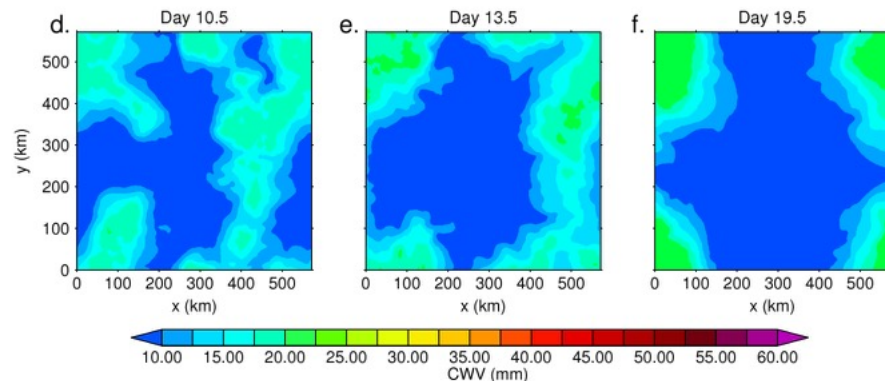 d. Day 10.5 e. Day 13.5 f. Day 19.5
500
400
300
200
100
0
y (km)
0 100 200 300 400 500 0 100 200 300 400 500 0 100 200 300 400 500
x (km) x (km) x (km)
10.00 15.00 20.00 25.00 30.00 35.00 40.00 45.00 50.00 55.00 60.00
CWV (mm)